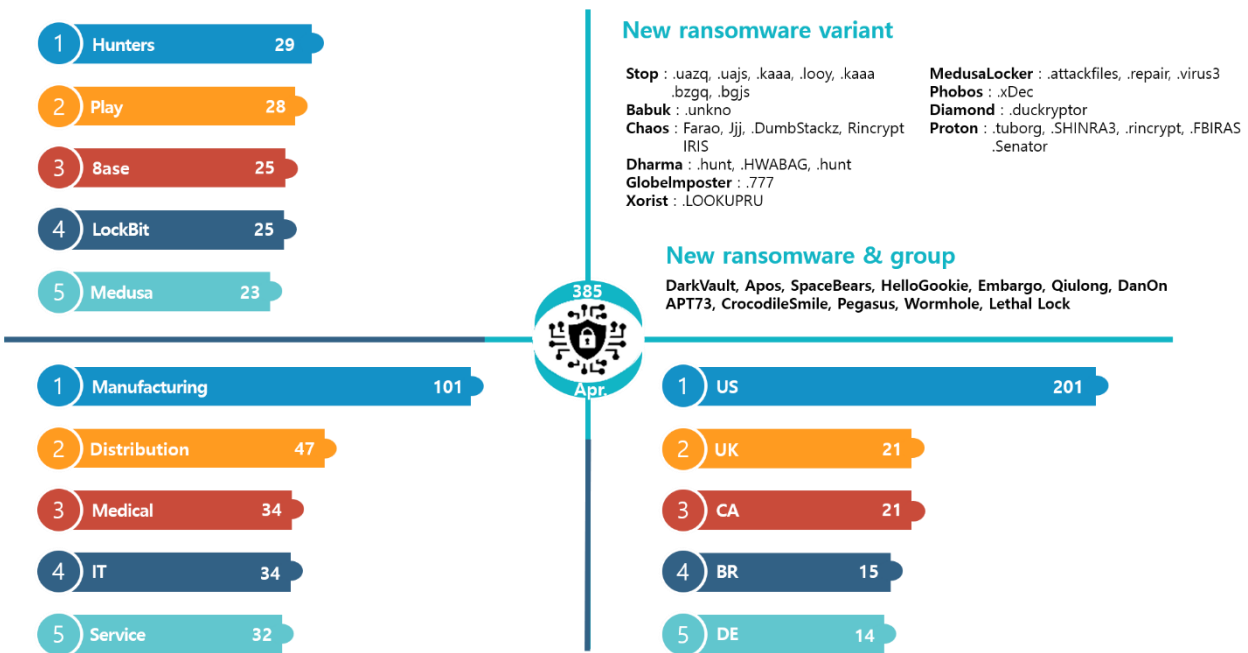 1 Hunters 29
2 Play 28
3 8ase 25
4 LockBit 25
5 Medusa 23
New ransomware variant
Stop : .uazq, .uajs, .kaaa, .looy, .kaaa
.bzgq, .bgjs
Babuk : .unkno
Chaos : Farao, Jjj, .DumbStackz, Rincrypt
IRIS
Dharma : .hunt, .HWABAG, .hunt
GlobeImposter : .777
Xorist : .LOOKUPRU
MedusaLocker : .attackfiles, .repair, .virus3
Phobos : .xDec
Diamond : .duckryptor
Proton : .tuborg, .SHINRA3, .rincrypt, .FBIRAS
.Senator
New ransomware & group
DarkVault, Apos, SpaceBears, HelloGookie, Embargo, Qiulong, DanOn
APT73, CrocodileSmile, Pegasus, Wormhole, Lethal Lock
385
Apr.
1 Manufacturing 101
2 Distribution 47
3 Medical 34
4 IT 34
5 Service 32
1 US 201
2 UK 21
3 CA 21
4 BR 15
5 DE 14